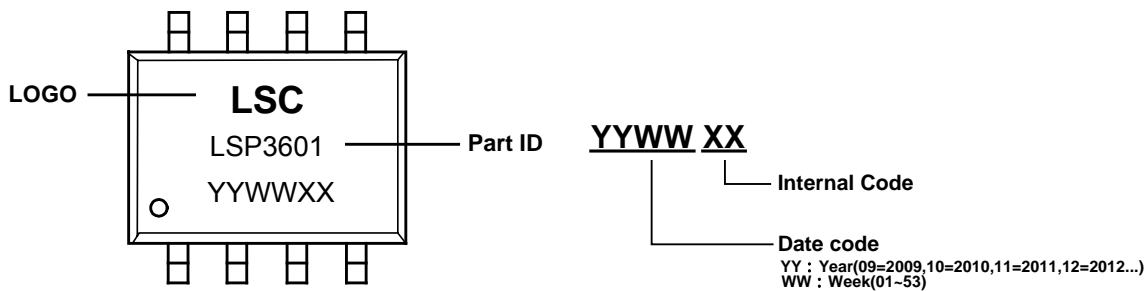 LOGO
LSC
LSP3601
YYWWXX
Part ID
YYWW XX
Internal Code
Date code
YY：Year(09=2009,10=2010,11=2011,12=2012...)
WW：Week(01~53)